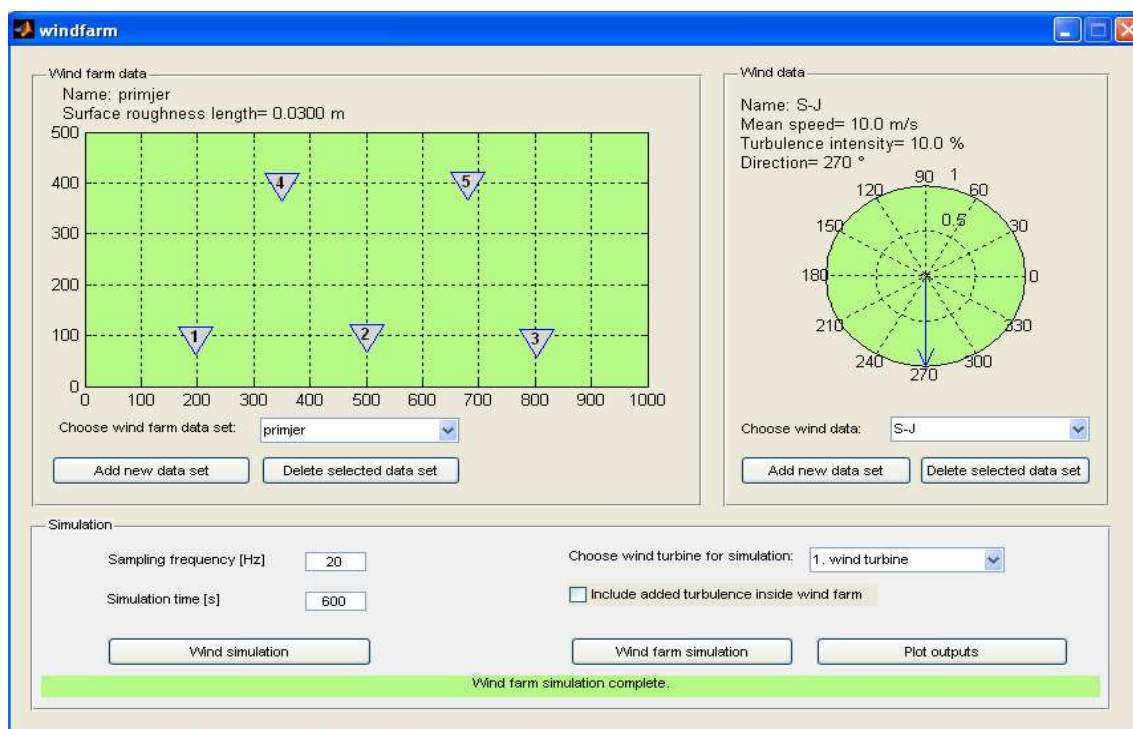 windfarm
Wind farm data
Name: primjer
Surface roughness length= 0.0300 m
500
400
300
200
100
0
4
5
1
2
3
0 100 200 300 400 500 600 700 800 900 1000
Choose wind farm data set: primjer
Add new data set Delete selected data set
Wind data
Name: S-J
Mean speed= 10.0 m/s
Turbulence intensity= 10.0 %
Direction= 270 °
90 1
120 60
0.5
150 30
180 0
210 330
240 300
270
Choose wind data: S-J
Add new data set Delete selected data set
Simulation
Sampling frequency [Hz] 20
Choose wind turbine for simulation: 1. wind turbine
Simulation time [s] 600
Include added turbulence inside wind farm
Wind simulation Wind farm simulation Plot outputs
Wind farm simulation complete.